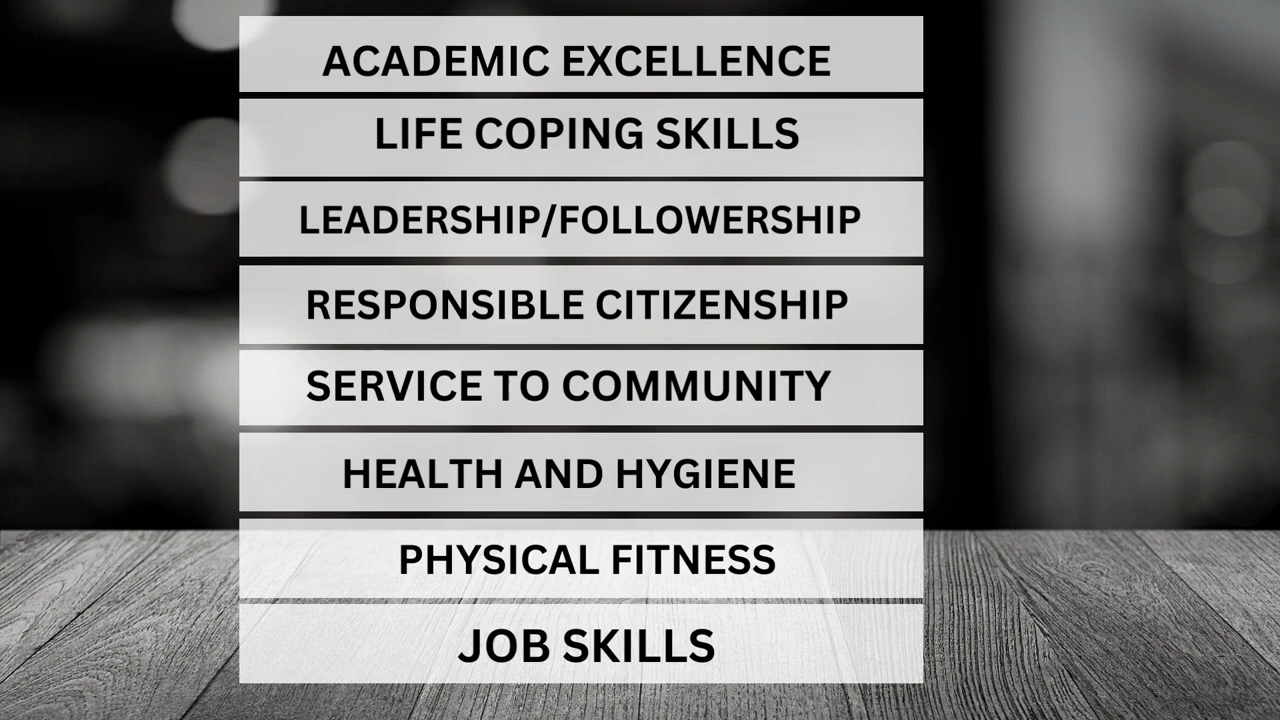 ACADEMIC EXCELLENCE
LIFE COPING SKILLS
LEADERSHIP/FOLLOWERSHIP
RESPONSIBLE CITIZENSHIP
SERVICE TO COMMUNITY
HEALTH AND HYGIENE
PHYSICAL FITNESS
JOB SKILLS